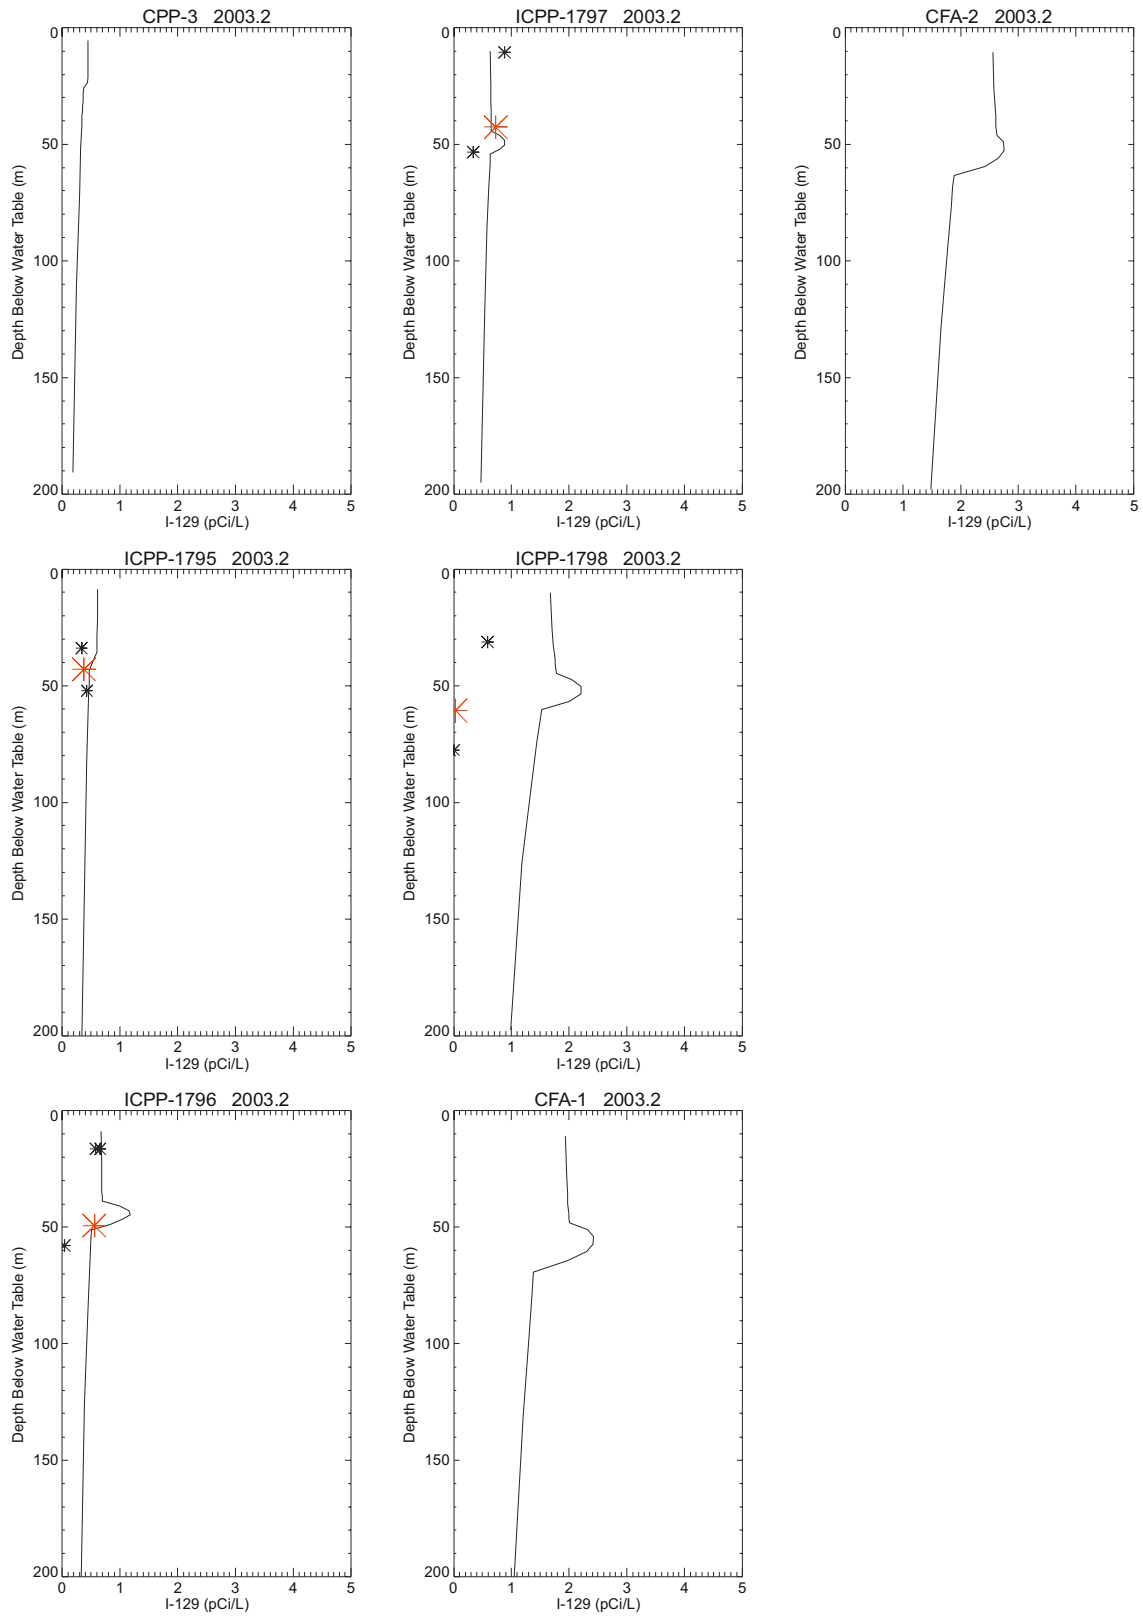 CPP-3 2003.2
0
50
100
150
200
Depth Below Water Table (m)
0 1 2 3 4 5
I-129 (pCi/L)
ICPP-1797 2003.2
0
50
100
150
200
Depth Below Water Table (m)
0 1 2 3 4 5
I-129 (pCi/L)
CFA-2 2003.2
0
50
100
150
200
Depth Below Water Table (m)
0 1 2 3 4 5
I-129 (pCi/L)
ICPP-1795 2003.2
0
50
100
150
200
Depth Below Water Table (m)
0 1 2 3 4 5
I-129 (pCi/L)
ICPP-1798 2003.2
0
50
100
150
200
Depth Below Water Table (m)
0 1 2 3 4 5
I-129 (pCi/L)
ICPP-1796 2003.2
0
50
100
150
200
Depth Below Water Table (m)
0 1 2 3 4 5
I-129 (pCi/L)
CFA-1 2003.2
0
50
100
150
200
Depth Below Water Table (m)
0 1 2 3 4 5
I-129 (pCi/L)